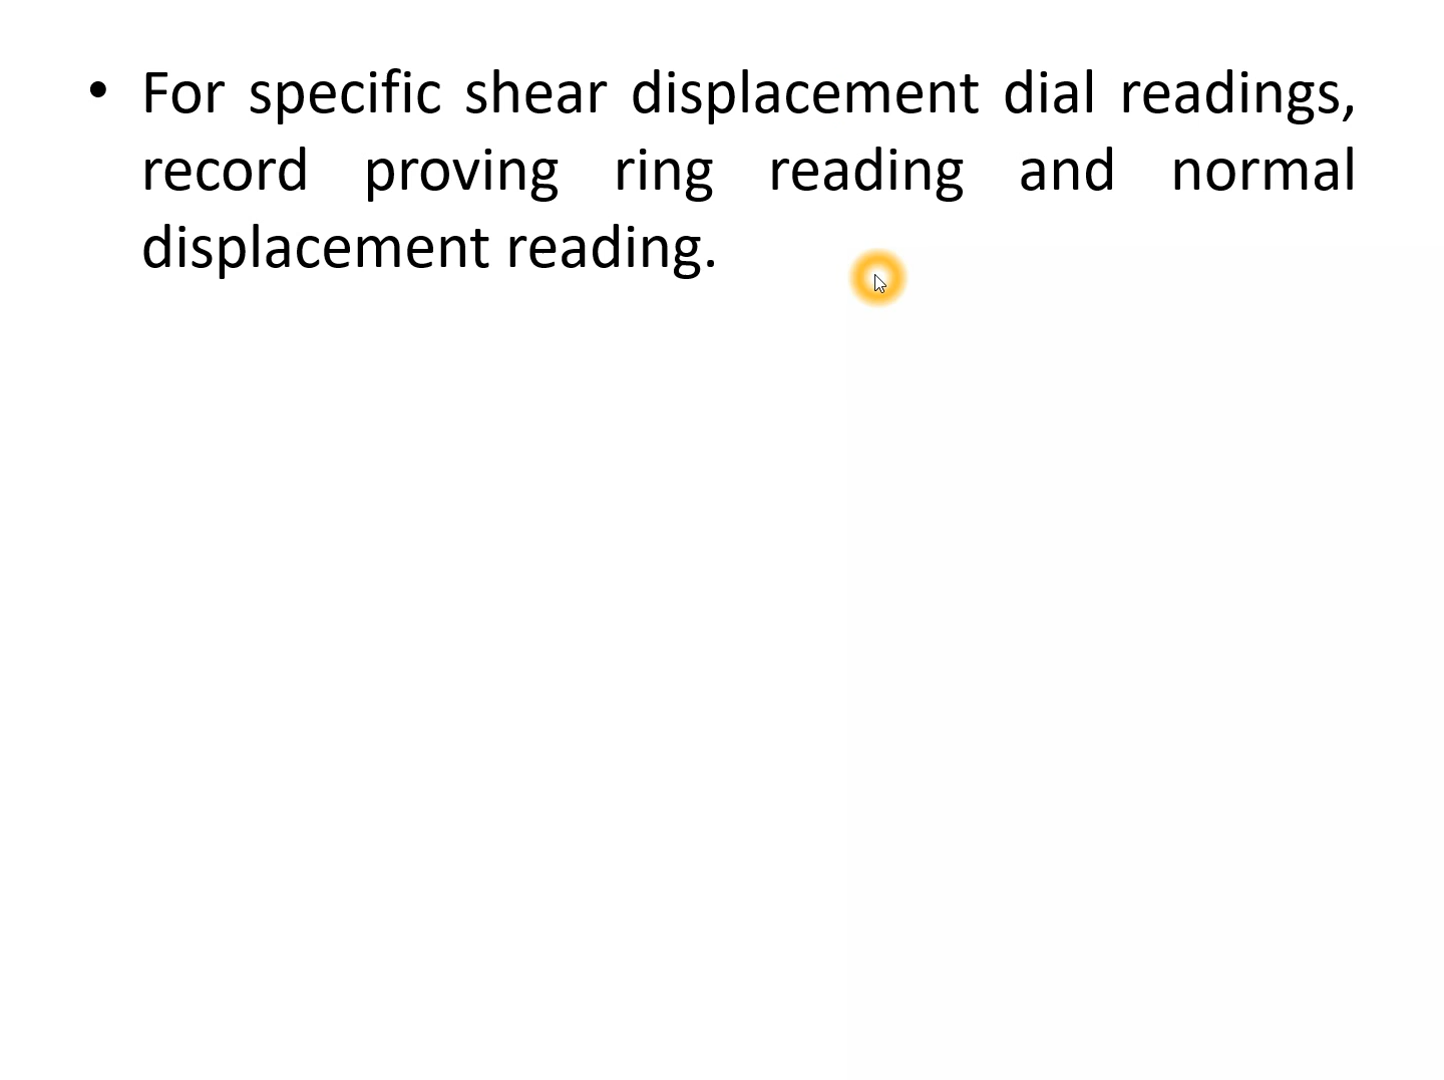 • For specific shear displacement dial readings,
record proving ring reading and normal
displacement reading.